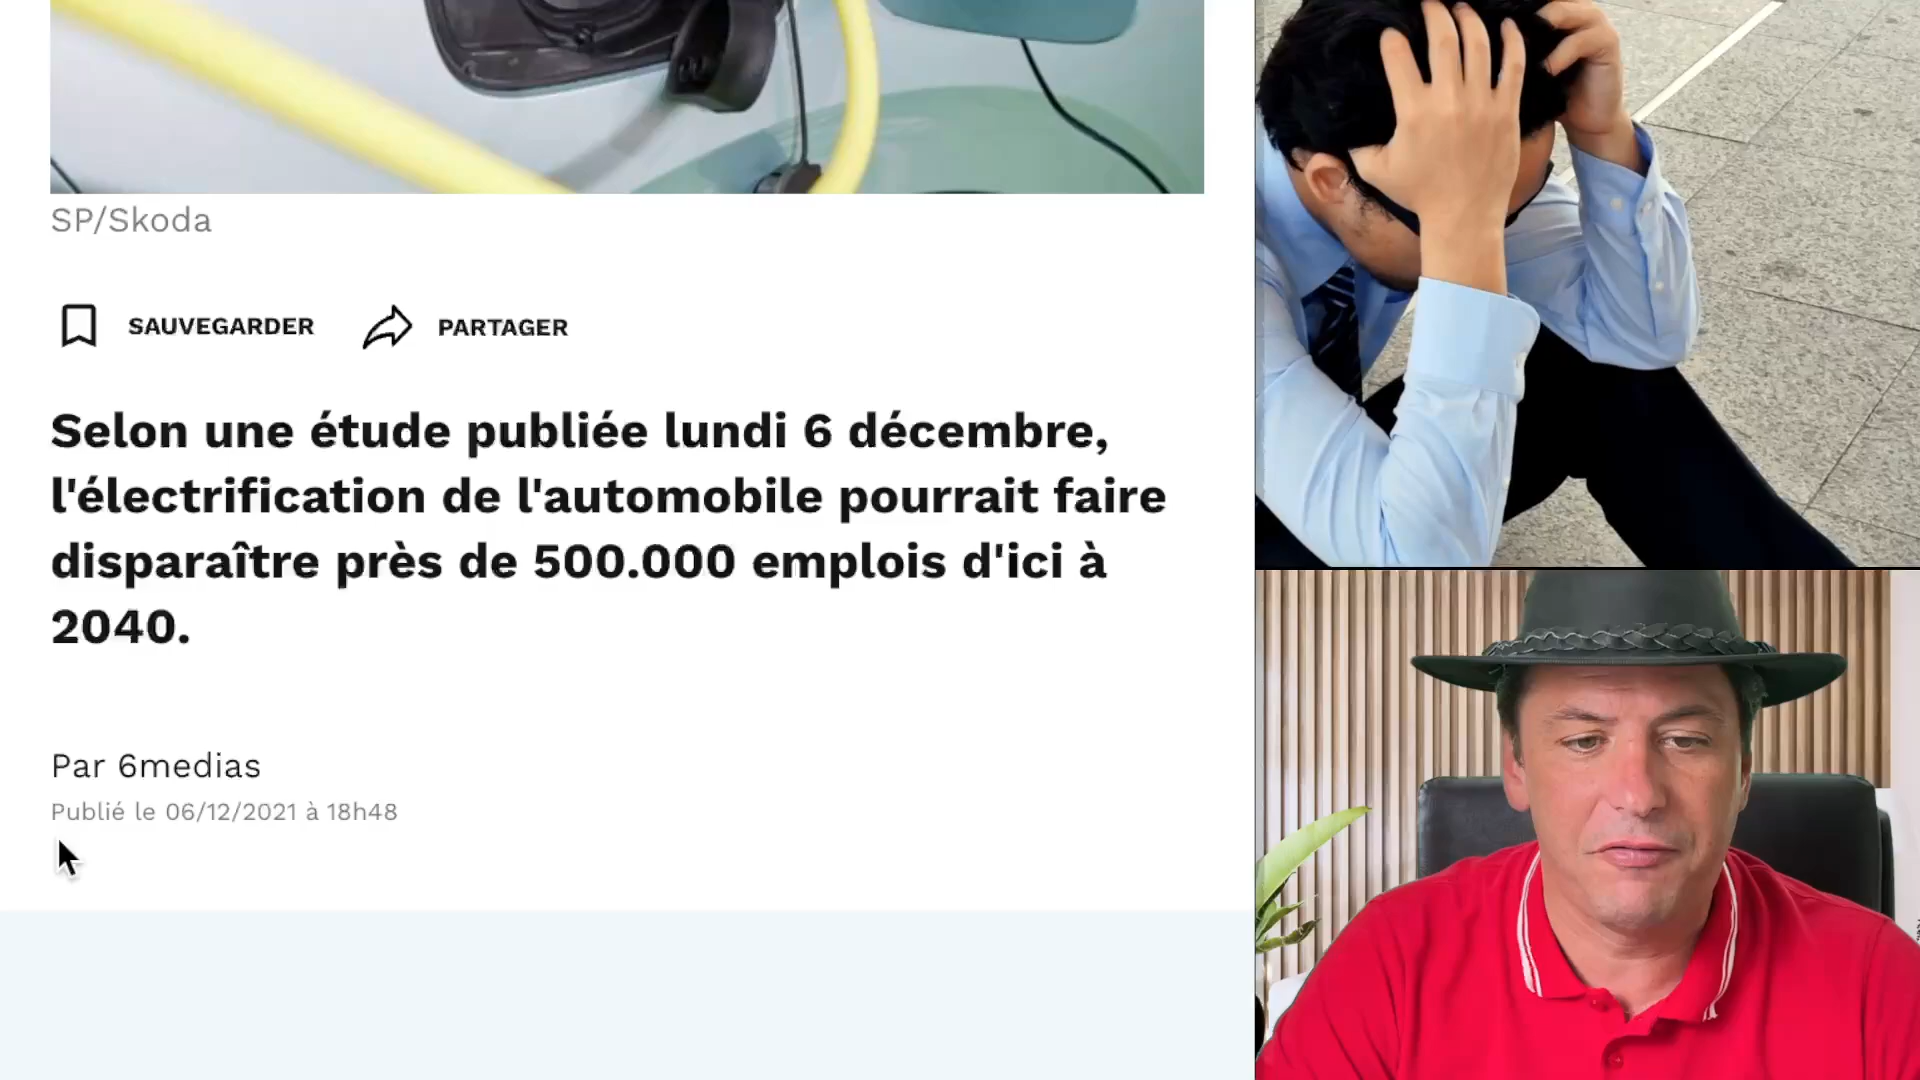 SP/Skoda
SAUVEGARDER PARTAGER
Selon une étude publiée lundi 6 décembre,
l'électrification de l'automobile pourrait faire
disparaître près de 500.000 emplois d'ici à
2040.
Par 6medias
Publié le 06/12/2021 à 18h48